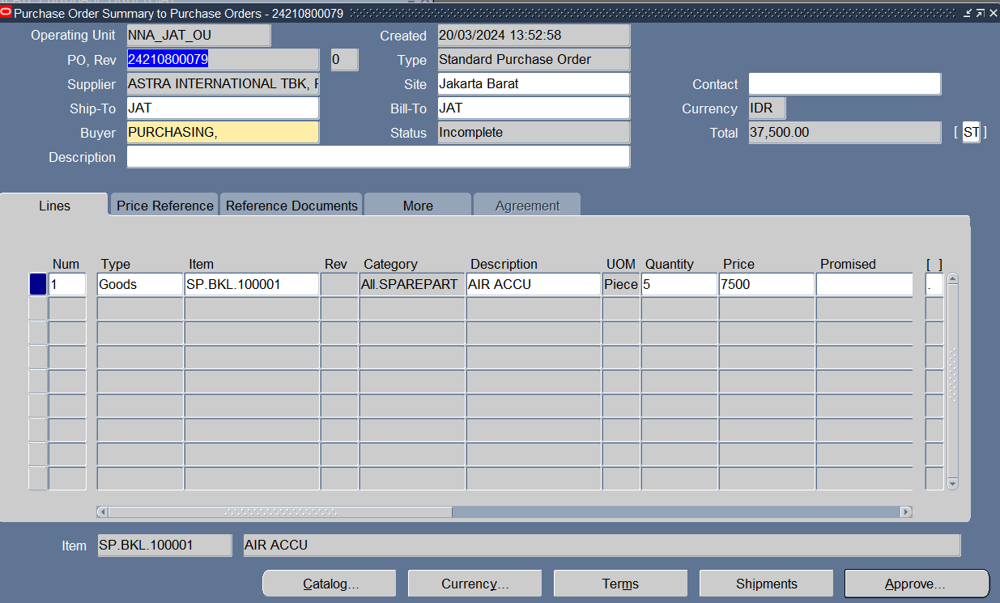 Purchase Order Summary to Purchase Orders - 24210800079
Operating Unit NNA_JAT_OU Created 20/03/2024 13:52:58
PO, Rev 24210800079 0 Type Standard Purchase Order
Supplier ASTRA INTERNATIONAL TBK, Site Jakarta Barat Contact
Ship-To JAT Bill-To JAT Currency IDR
Buyer PURCHASING, Status Incomplete Total 37,500.00 [ ST ]
Description
Lines Price Reference Reference Documents More Agreement
Num Type Item Rev Category Description UOM Quantity Price Promised [ ]
1 Goods SP.BKL.100001 All.SPAREPART AIR ACCU Piece 5 7500 .
Item SP.BKL.100001 AIR ACCU
Catalog... Currency... Terms Shipments Approve...